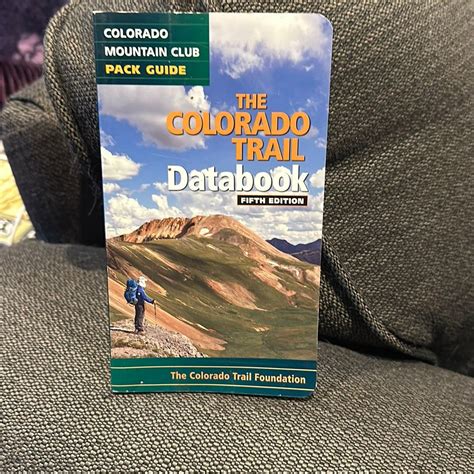 COLORADO
MOUNTAIN CLUB
PACK GUIDE
THE
COLORADO
TRAIL
Databook
FIFTH EDITION
The Colorado Trail Foundation